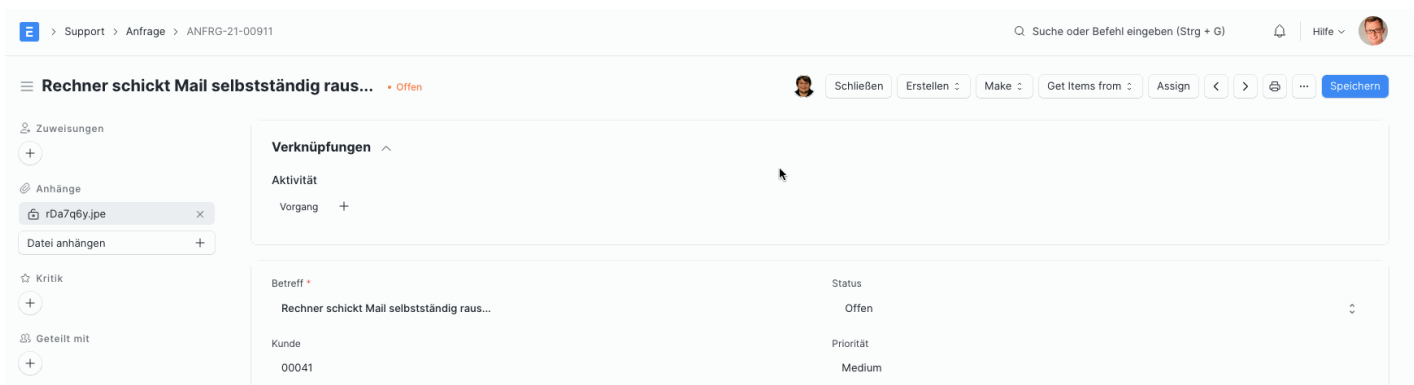 E > Support > Anfrage > ANFRG-21-00911 Suche oder Befehl eingeben (Strg + G) Hilfe
Rechner schickt Mail selbstständig raus... • Offen Schließen Erstellen Make Get Items from Assign ... Speichern
Zuweisungen
+
Anhänge
rDa7q6y.jpe ×
Datei anhängen +
Kritik
+
Geteilt mit
+
Verknüpfungen
Aktivität
Vorgang +
Betreff * Status
Rechner schickt Mail selbstständig raus... Offen
Kunde Priorität
00041 Medium